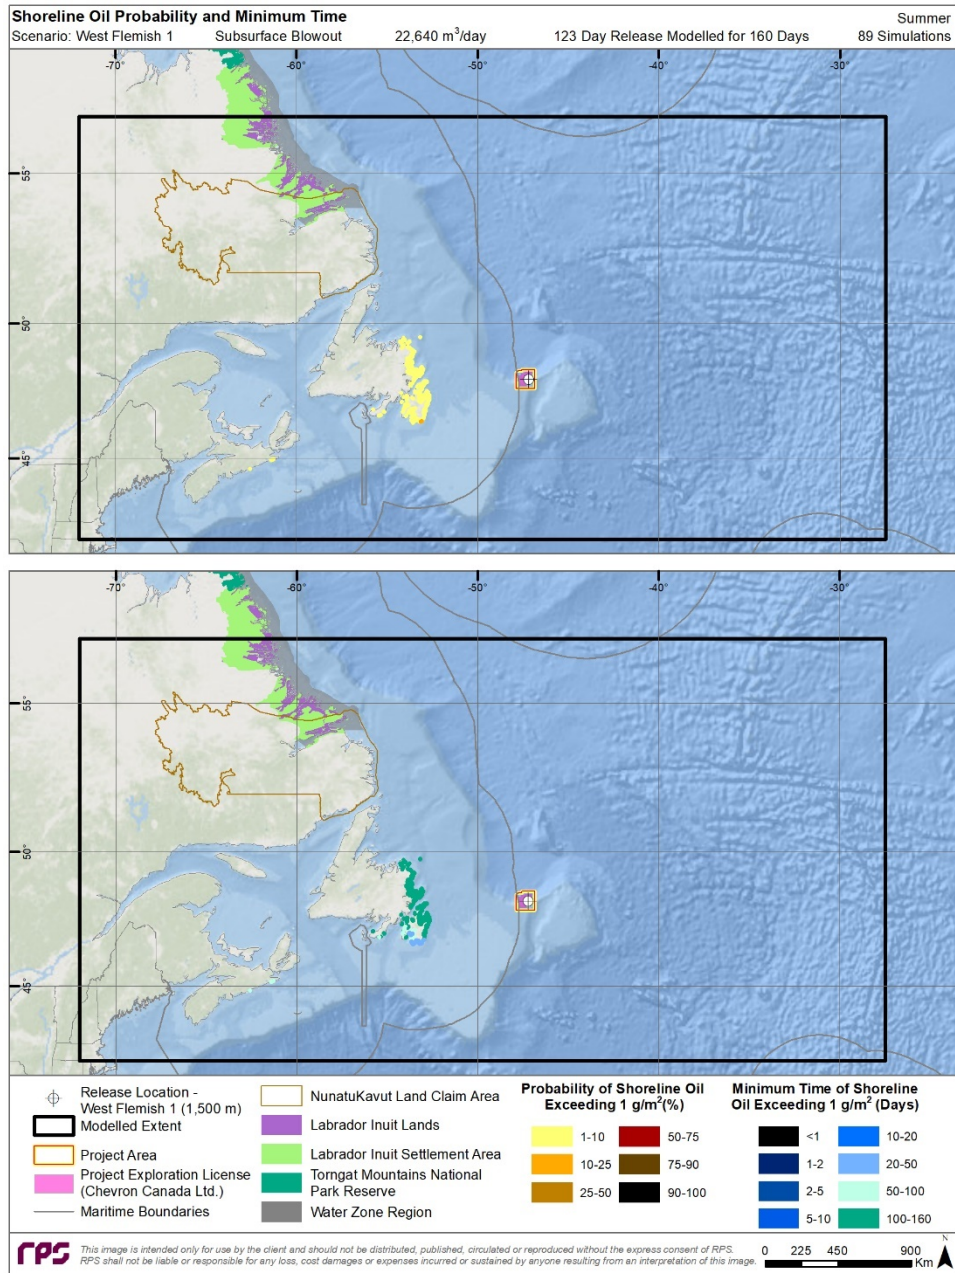 Shoreline Oil Probability and Minimum Time
Summer
Scenario: West Flemish 1 Subsurface Blowout 22,640 m³/day 123 Day Release Modelled for 160 Days 89 Simulations
-70° -60° -50° -40° -30°
55°
50°
45°
-70° -60° -50° -40° -30°
55°
50°
45°
Release Location -
West Flemish 1 (1,500 m)
Modelled Extent
Project Area
Project Exploration License
(Chevron Canada Ltd.)
Maritime Boundaries
NunatuKavut Land Claim Area
Labrador Inuit Lands
Labrador Inuit Settlement Area
Torngat Mountains National
Park Reserve
Water Zone Region
Probability of Shoreline Oil
Exceeding 1 g/m²(%)
1-10 50-75
10-25 75-90
25-50 90-100
Minimum Time of Shoreline
Oil Exceeding 1 g/m² (Days)
<1 10-20
1-2 20-50
2-5 50-100
5-10 100-160
rps
This image is intended only for use by the client and should not be distributed, published, circulated or reproduced without the express consent of RPS.
RPS shall not be liable or responsible for any loss, cost damages or expenses incurred or sustained by anyone resulting from an interpretation of this image.
0 225 450 900
Km
N